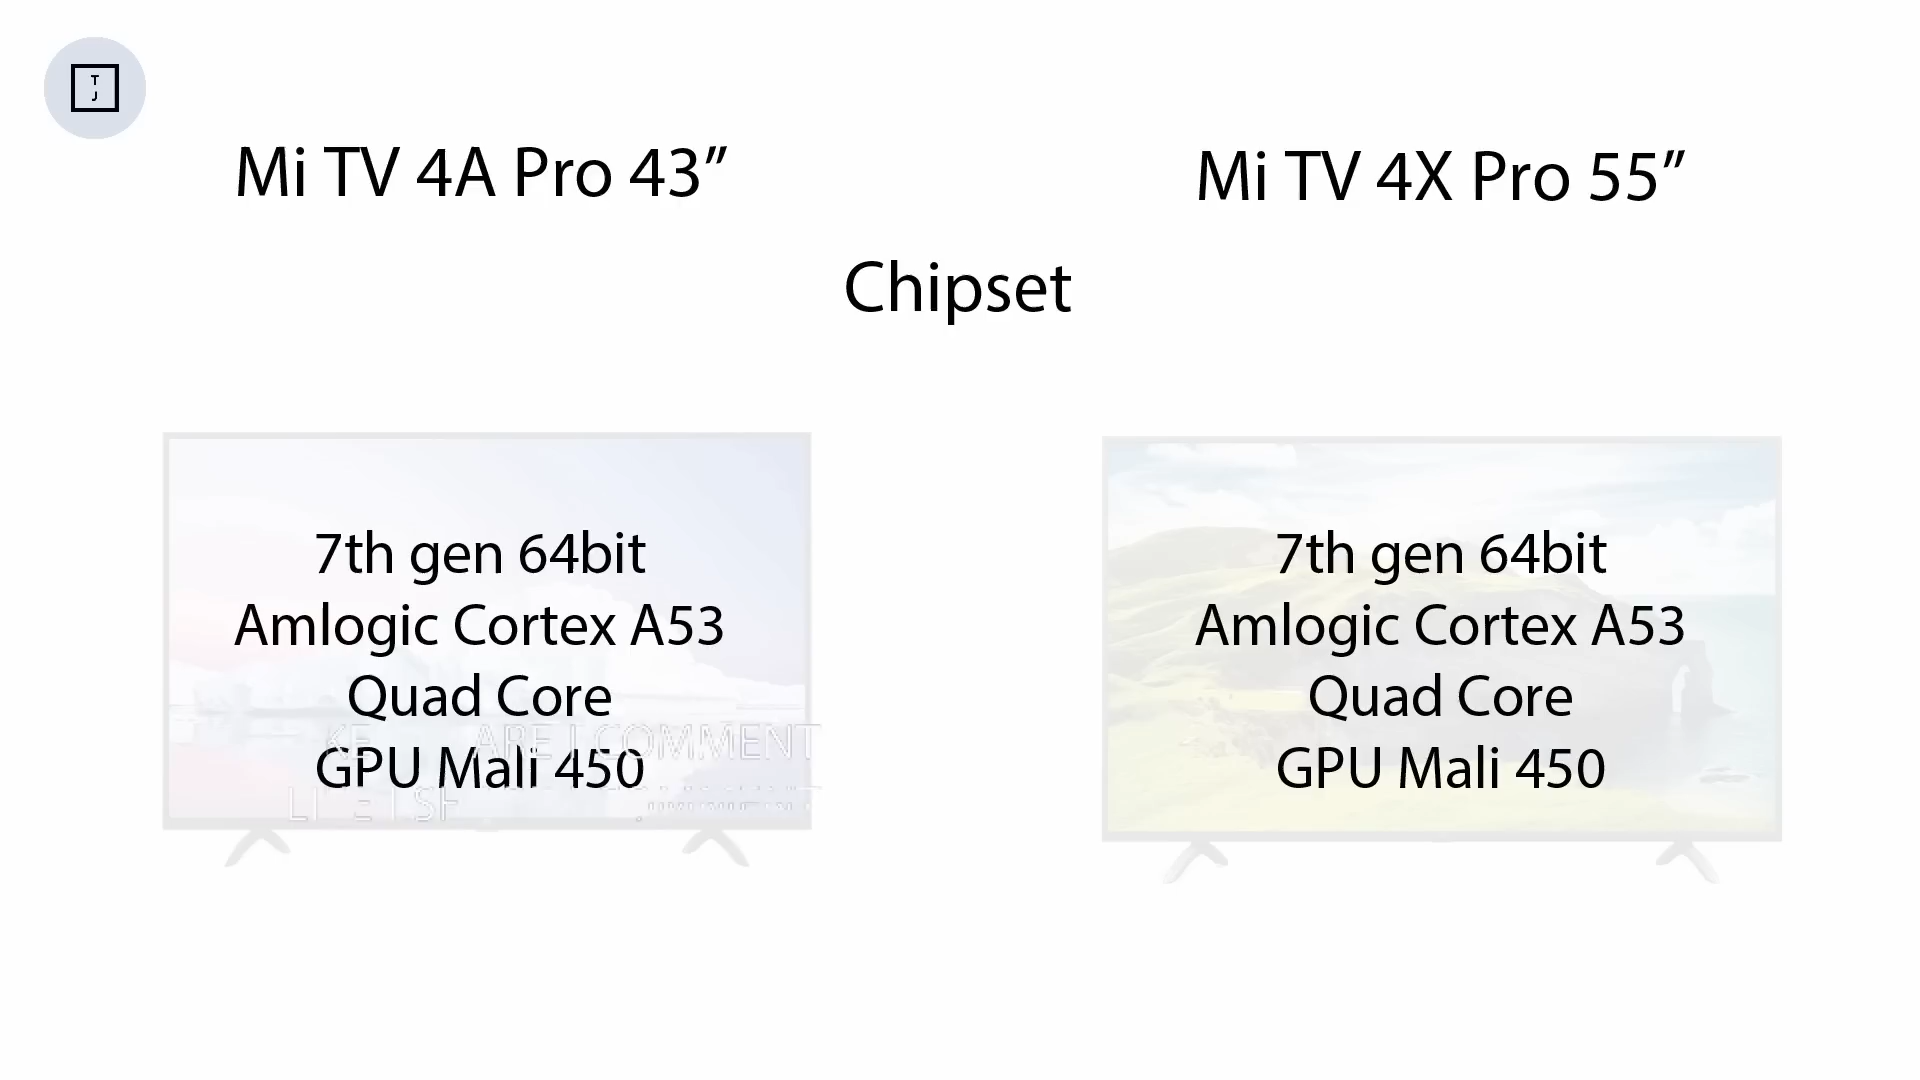 T
J
Mi TV 4A Pro 43”
Mi TV 4X Pro 55”
Chipset
7th gen 64bit
Amlogic Cortex A53
Quad Core
GPU Mali 450
7th gen 64bit
Amlogic Cortex A53
Quad Core
GPU Mali 450
COMMENT